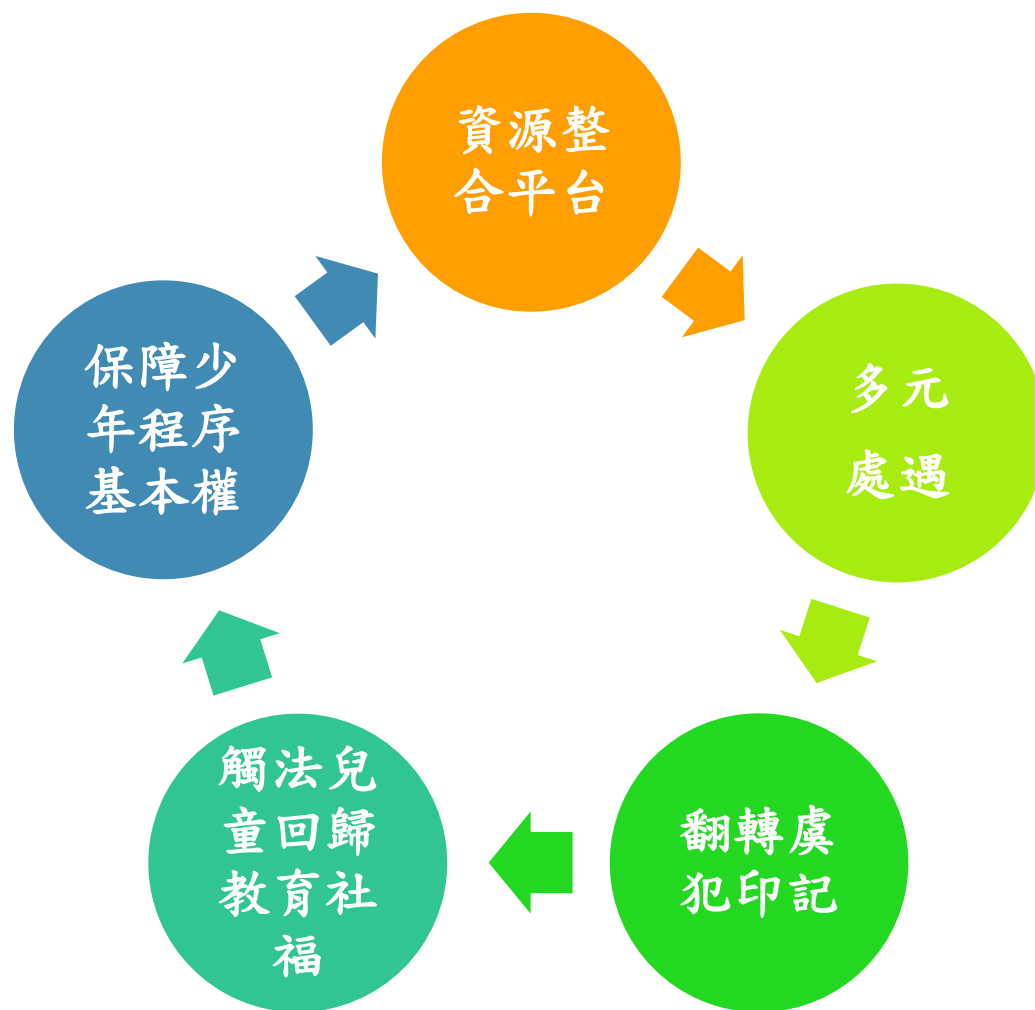 資源整
合平台
多元
處遇
翻轉虞
犯印記
觸法兒
童回歸
教育社
福
保障少
年程序
基本權